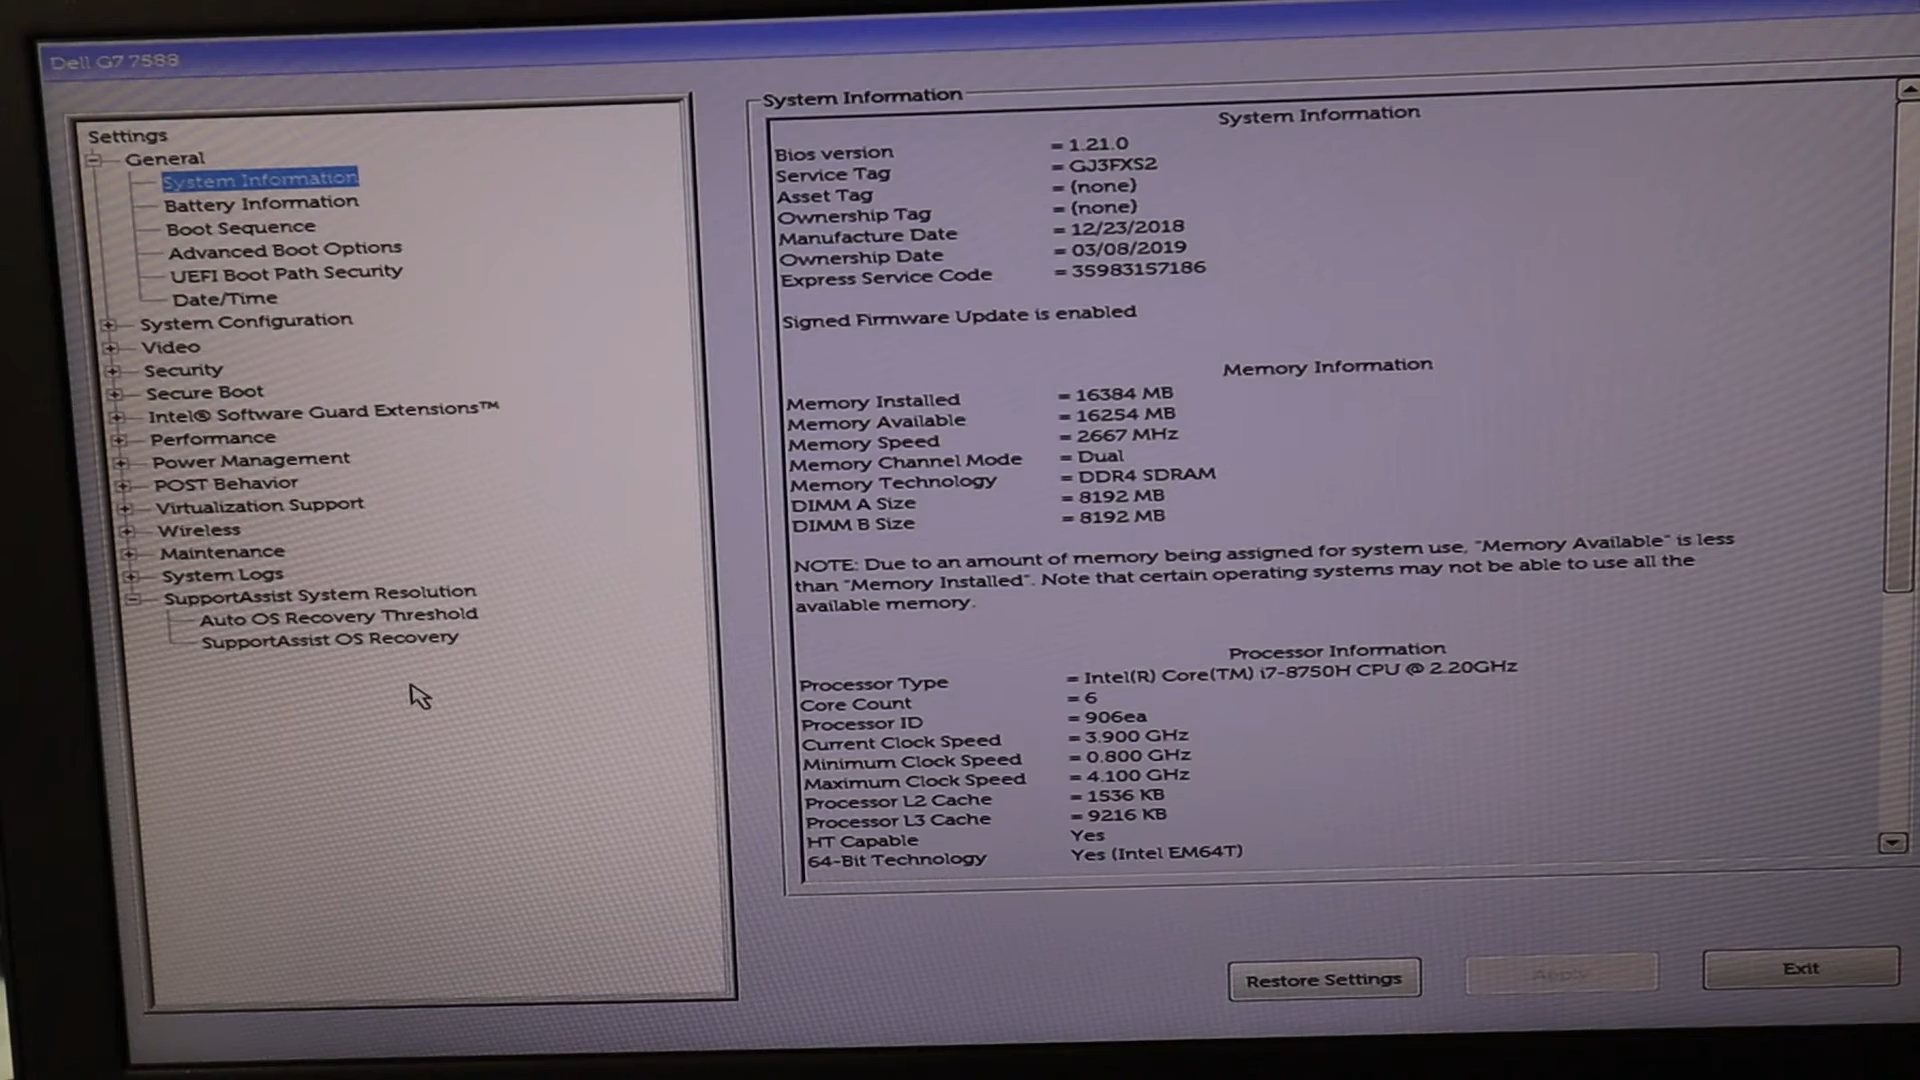 Dell G7 7588
Settings
General
System Information
Battery Information
Boot Sequence
Advanced Boot Options
UEFI Boot Path Security
Date/Time
System Configuration
Video
Security
Secure Boot
Intel® Software Guard Extensions™
Performance
Power Management
POST Behavior
Virtualization Support
Wireless
Maintenance
System Logs
SupportAssist System Resolution
Auto OS Recovery Threshold
SupportAssist OS Recovery
System Information
System Information
Bios version = 1.21.0
Service Tag = GJ3FXS2
Asset Tag = (none)
Ownership Tag = (none)
Manufacture Date = 12/23/2018
Ownership Date = 03/08/2019
Express Service Code = 35983157186
Signed Firmware Update is enabled
Memory Information
Memory Installed = 16384 MB
Memory Available = 16254 MB
Memory Speed = 2667 MHz
Memory Channel Mode = Dual
Memory Technology = DDR4 SDRAM
DIMM A Size = 8192 MB
DIMM B Size = 8192 MB
NOTE: Due to an amount of memory being assigned for system use, "Memory Available" is less
than "Memory Installed". Note that certain operating systems may not be able to use all the
available memory.
Processor Information
Processor Type = Intel(R) Core(TM) i7-8750H CPU @ 2.20GHz
Core Count = 6
Processor ID = 906ea
Current Clock Speed = 3.900 GHz
Minimum Clock Speed = 0.800 GHz
Maximum Clock Speed = 4.100 GHz
Processor L2 Cache = 1536 KB
Processor L3 Cache = 9216 KB
HT Capable Yes
64-Bit Technology Yes (Intel EM64T)
Restore Settings
Apply
Exit